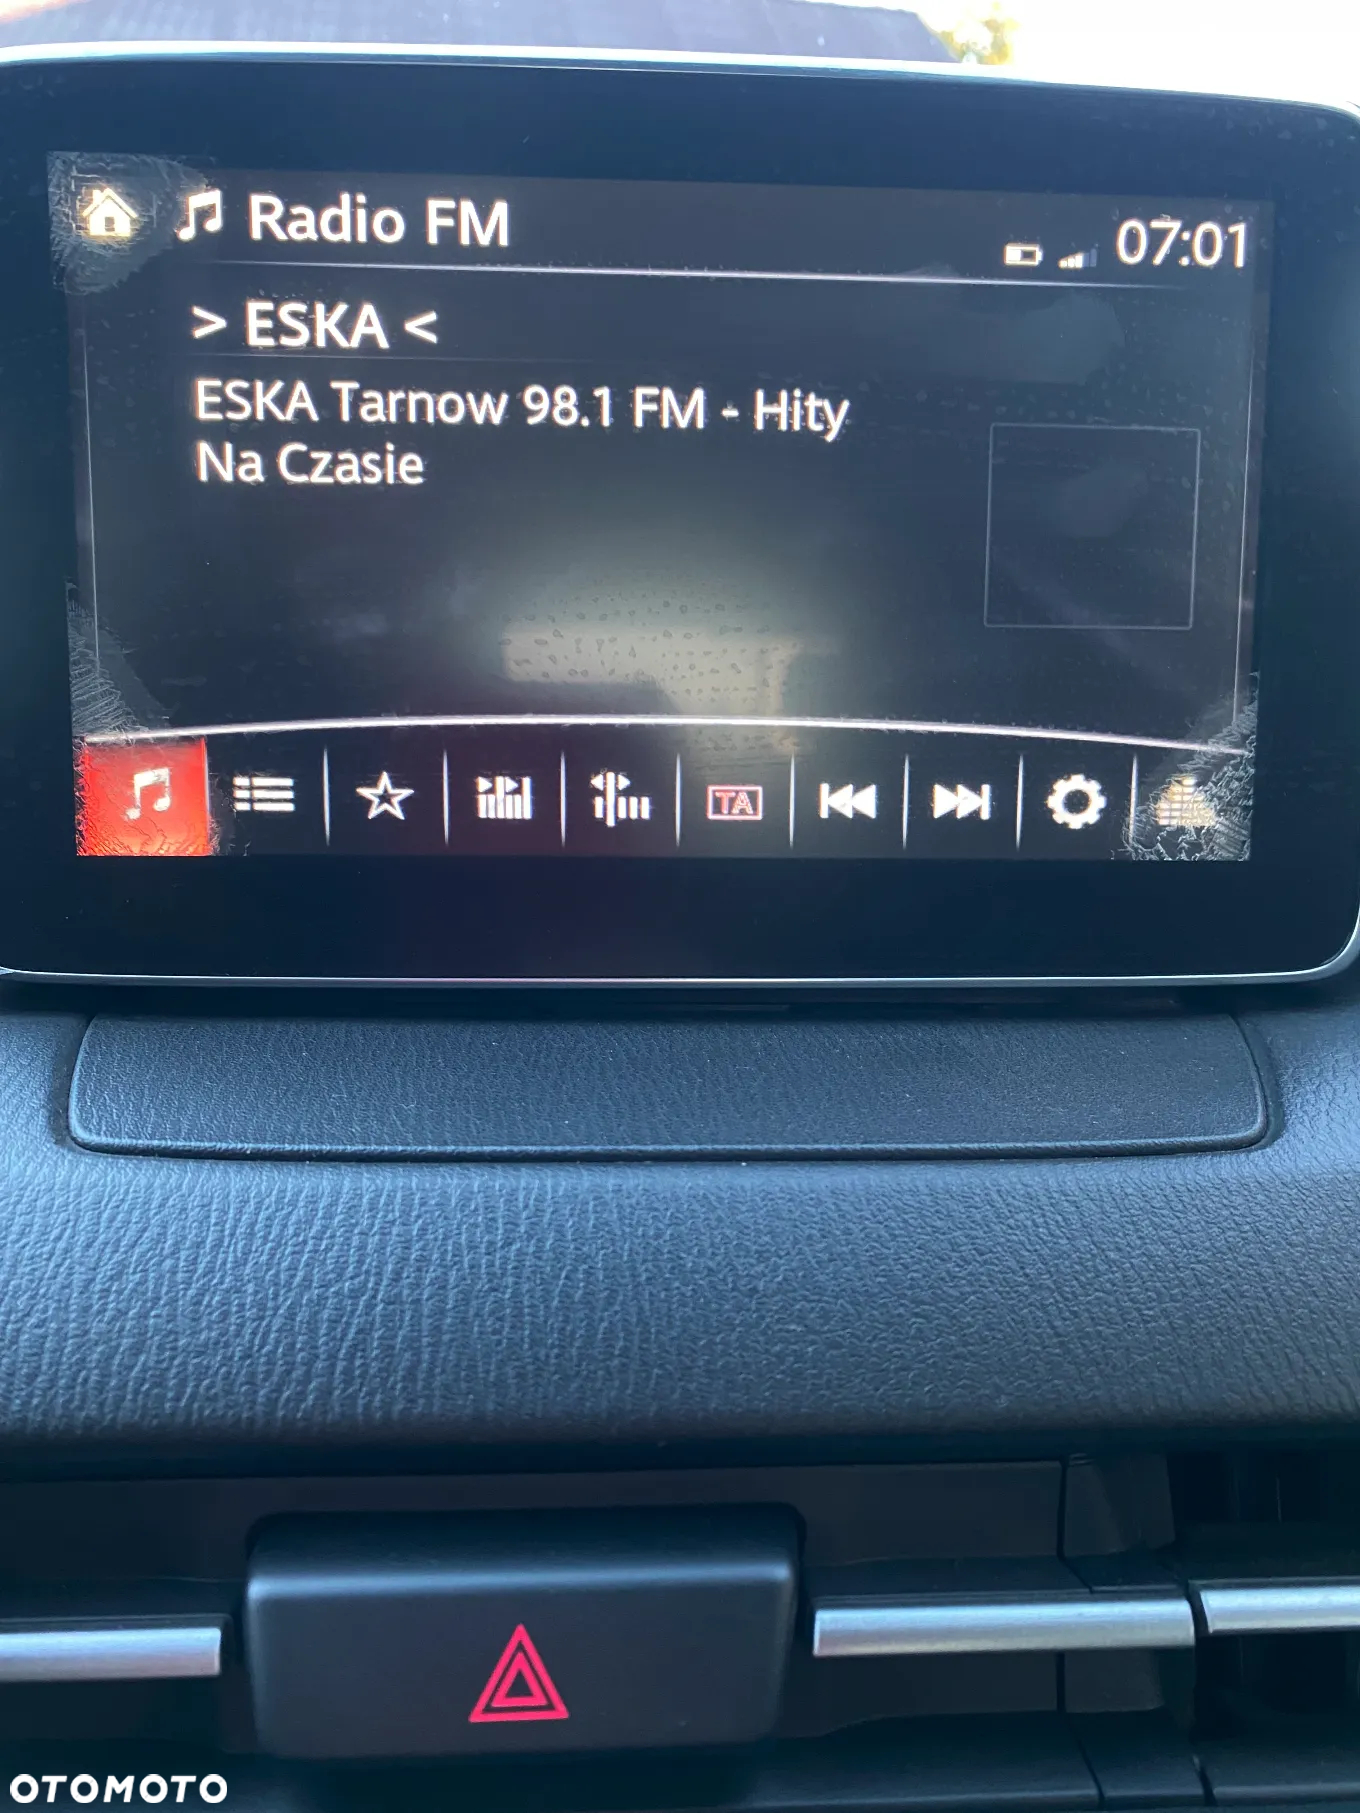 Radio FM
07:01
> ESKA <
ESKA Tarnow 98.1 FM - Hity
Na Czasie
TA
OTOMOTO